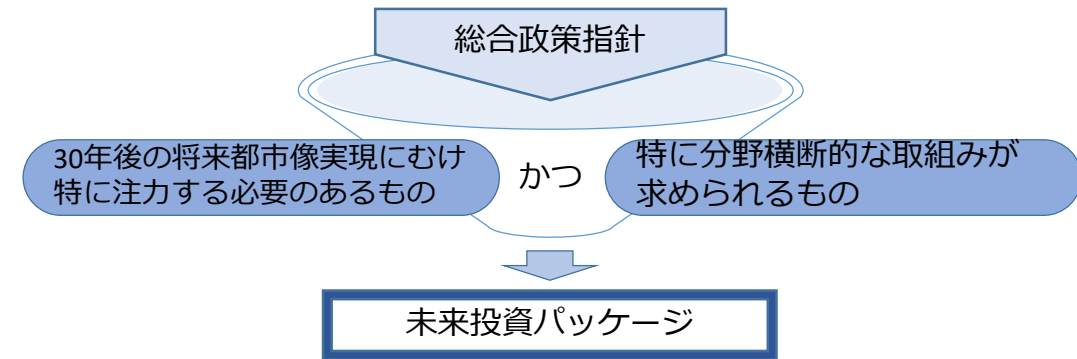 総合政策指針
30年後の将来都市像実現にむけ
特に注力する必要のあるもの
かつ
特に分野横断的な取組みが
求められるもの
未来投資パッケージ